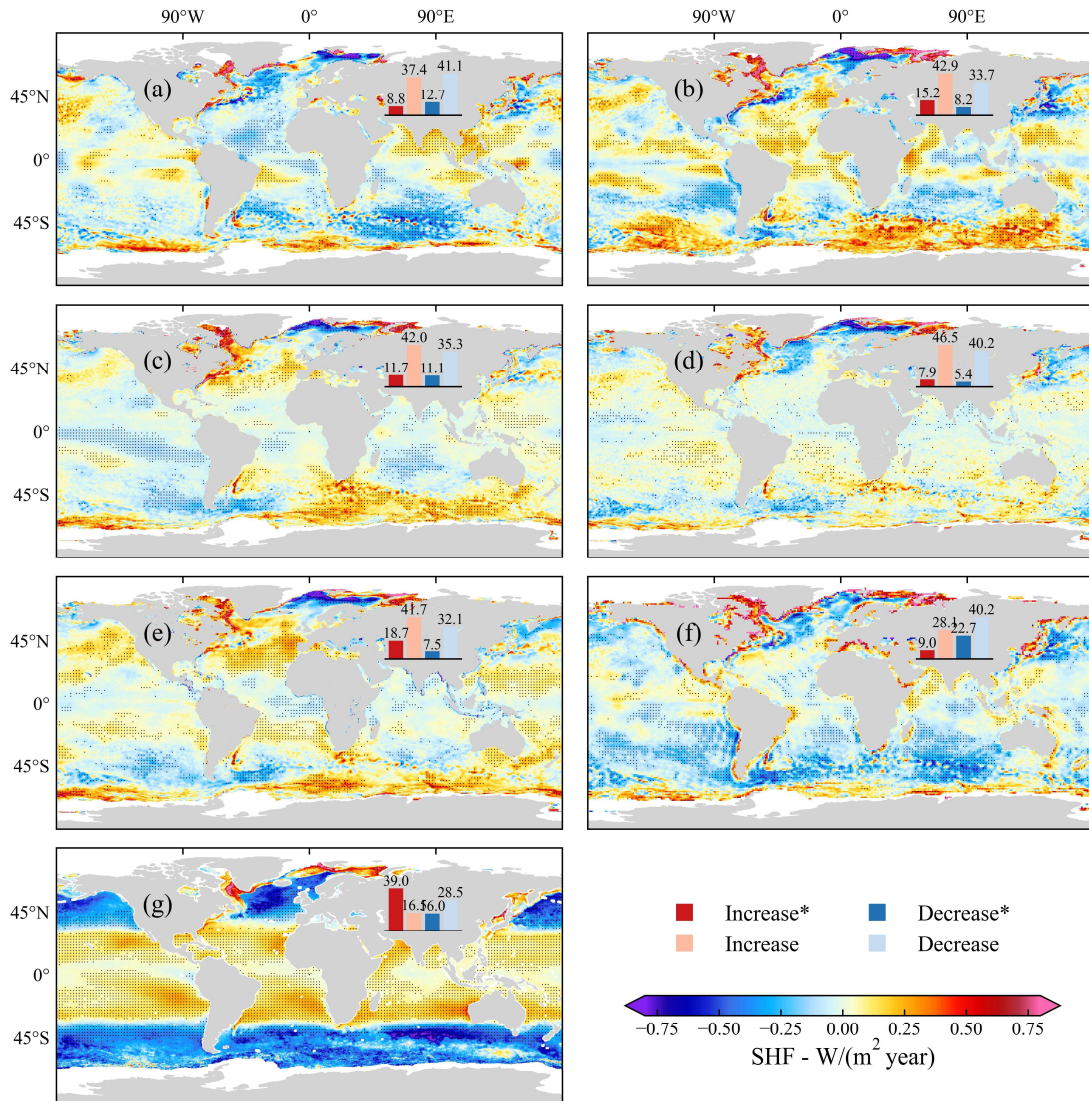 90°W 0° 90°E 90°W 0° 90°E
45°N (a) 8.8 37.4 12.7 41.1 (b) 15.2 42.9 8.2 33.7
0°
45°S
45°N (c) 11.7 42.0 11.1 35.3 (d) 7.9 46.5 5.4 40.2
0°
45°S
45°N (e) 18.7 41.7 7.5 32.1 (f) 9.0 28.1 22.7 40.2
0°
45°S
45°N (g) 39.0 16.5 16.0 28.5
0°
45°S
Increase* Decrease*
Increase Decrease
−0.75 −0.50 −0.25 0.00 0.25 0.50 0.75
SHF - W/(m² year)